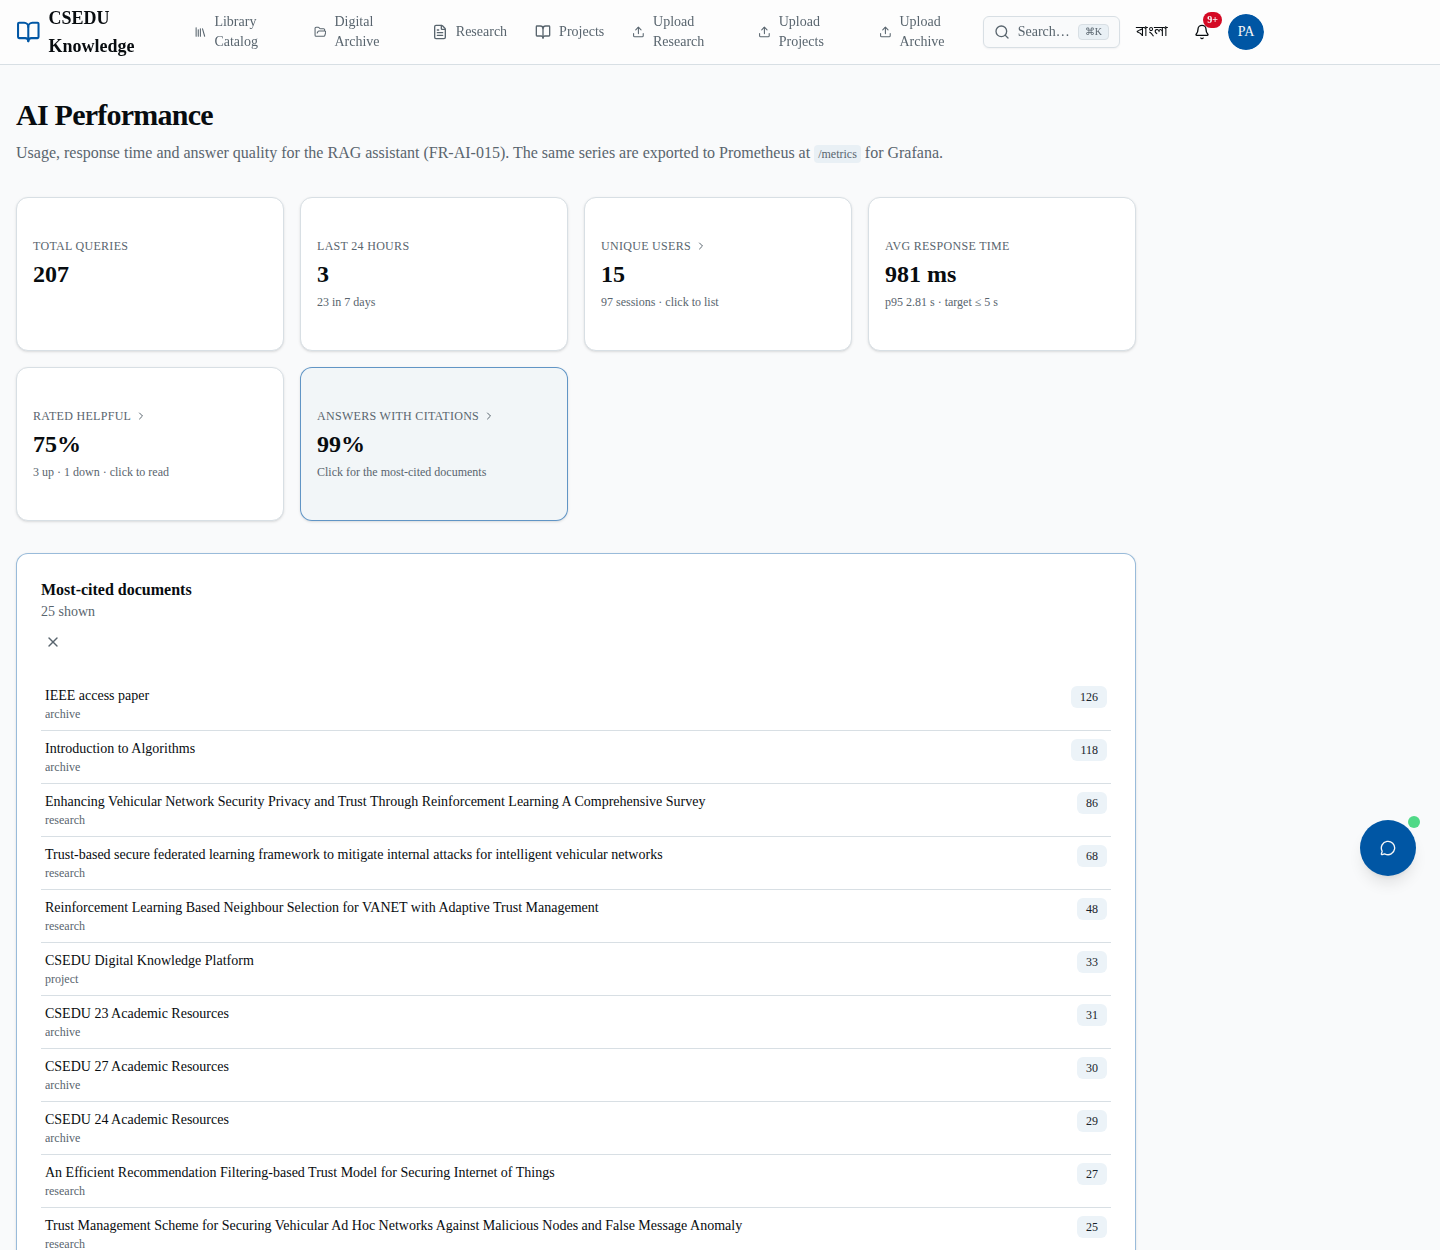 CSEDU
Knowledge
Library
Catalog
Digital
Archive
Research
Projects
Upload
Research
Upload
Projects
Upload
Archive
Search…
⌘K
বাংলা
9+
PA
AI Performance
Usage, response time and answer quality for the RAG assistant (FR-AI-015). The same series are exported to Prometheus at /metrics for Grafana.
TOTAL QUERIES
207
LAST 24 HOURS
3
23 in 7 days
UNIQUE USERS
15
97 sessions · click to list
AVG RESPONSE TIME
981 ms
p95 2.81 s · target ≤ 5 s
RATED HELPFUL
75%
3 up · 1 down · click to read
ANSWERS WITH CITATIONS
99%
Click for the most-cited documents
Most-cited documents
25 shown
IEEE access paper
126
archive
Introduction to Algorithms
118
archive
Enhancing Vehicular Network Security Privacy and Trust Through Reinforcement Learning A Comprehensive Survey
86
research
Trust-based secure federated learning framework to mitigate internal attacks for intelligent vehicular networks
68
research
Reinforcement Learning Based Neighbour Selection for VANET with Adaptive Trust Management
48
research
CSEDU Digital Knowledge Platform
33
project
CSEDU 23 Academic Resources
31
archive
CSEDU 27 Academic Resources
30
archive
CSEDU 24 Academic Resources
29
archive
An Efficient Recommendation Filtering-based Trust Model for Securing Internet of Things
27
research
Trust Management Scheme for Securing Vehicular Ad Hoc Networks Against Malicious Nodes and False Message Anomaly
25
research